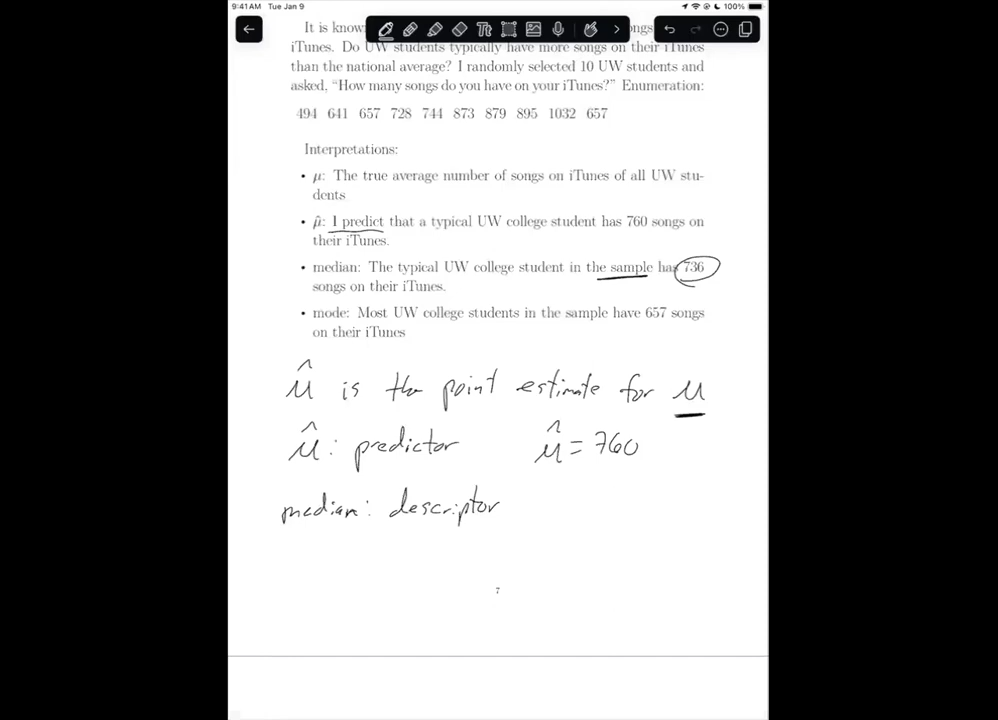 9:41 AM Tue Jan 9
100%
It is know
ongs
iTunes. Do UW students typically have more songs on their iTunes
than the national average? I randomly selected 10 UW students and
asked, “How many songs do you have on your iTunes?” Enumeration:
494 641 657 728 744 873 879 895 1032 657
Interpretations:
• μ: The true average number of songs on iTunes of all UW stu-
dents
• μ̂: I predict that a typical UW college student has 760 songs on
their iTunes.
• median: The typical UW college student in the sample has 736
songs on their iTunes.
• mode: Most UW college students in the sample have 657 songs
on their iTunes
μ̂ is the point estimate for μ
μ̂: predictor μ̂ = 760
median: descriptor
7